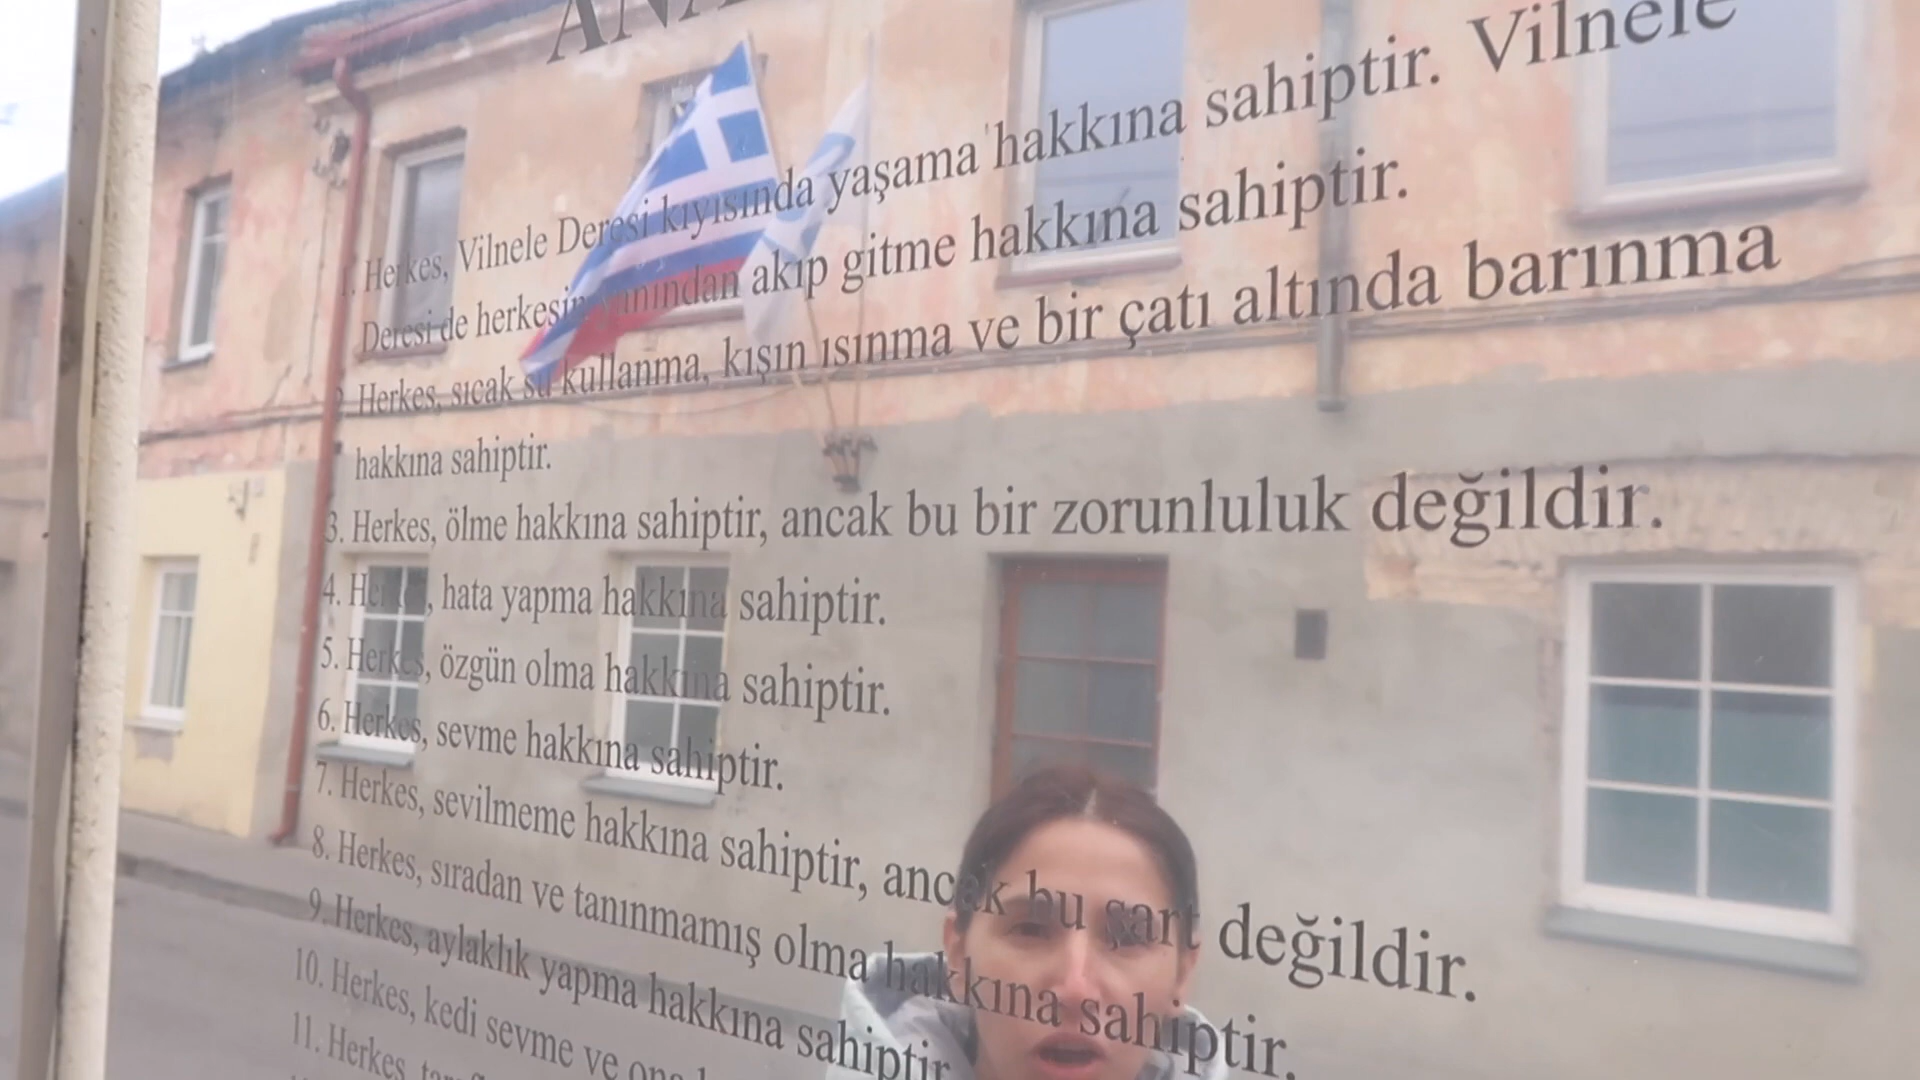 1. Herkes, Vilnele Deresi kıyısında yaşama hakkına sahiptir. Vilnele
Deresi de herkesin yanından akıp gitme hakkına sahiptir.
2. Herkes, sıcak su kullanma, kışın ısınma ve bir çatı altında barınma
hakkına sahiptir.
3. Herkes, ölme hakkına sahiptir, ancak bu bir zorunluluk değildir.
4. Herkes, hata yapma hakkına sahiptir.
5. Herkes, özgün olma hakkına sahiptir.
6. Herkes, sevme hakkına sahiptir.
7. Herkes, sevilmeme hakkına sahiptir, ancak bu şart değildir.
8. Herkes, sıradan ve tanınmamış olma hakkına sahiptir.
9. Herkes, aylaklık yapma hakkına sahiptir
10. Herkes, kedi sevme ve ona
11. Herkes,